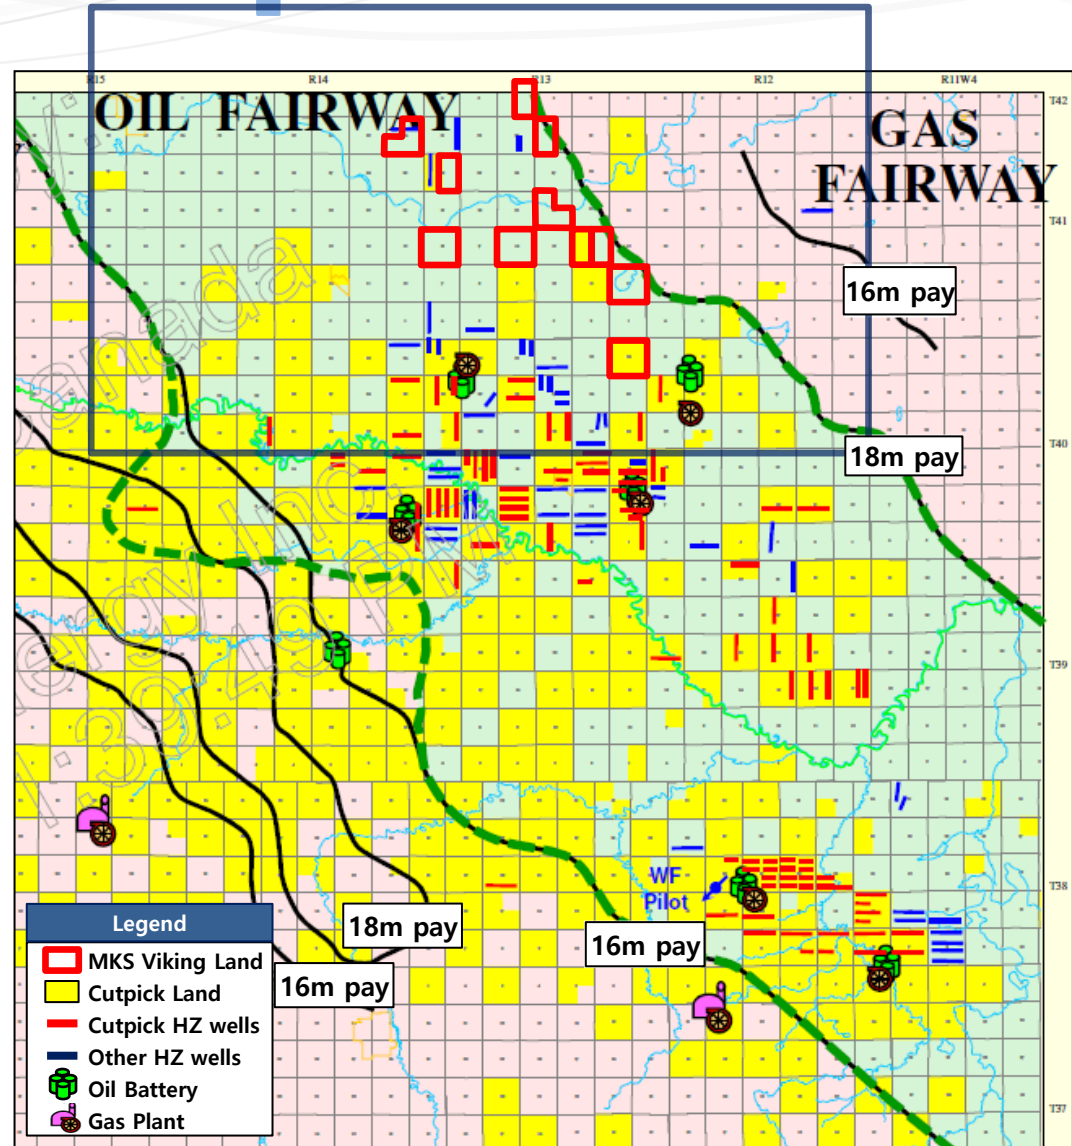 R15
R14
R13
R12
R11W4
T42
OIL FAIRWAY
GAS
FAIRWAY
T41
16m pay
T40
18m pay
T39
WF
Pilot
T38
18m pay
16m pay
16m pay
Legend
MKS Viking Land
Cutpick Land
Cutpick HZ wells
Other HZ wells
Oil Battery
Gas Plant
T37